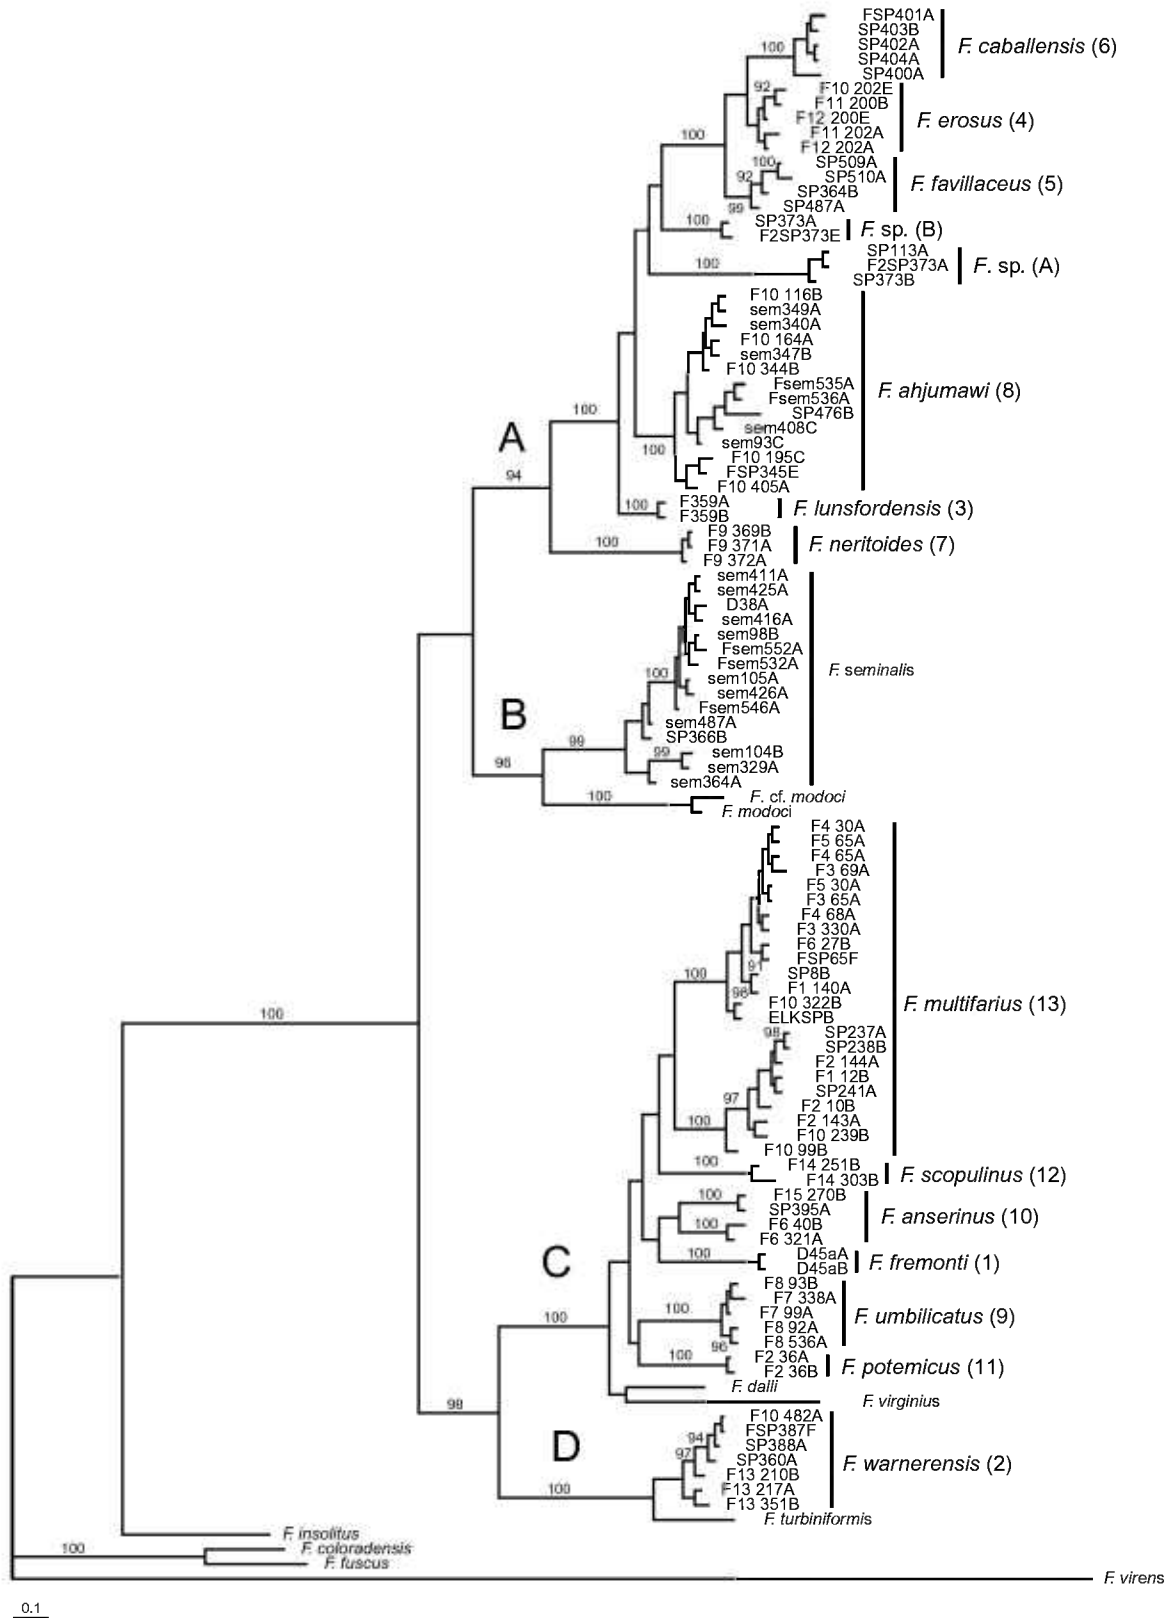 FSP401A
SP403B
SP402A
SP404A
SP400A
F. caballensis (6)
100
92
F10 202E
F11 200B
F12 200E
F11 202A
F12 202A
F. erosus (4)
100
100
92
99
SP509A
SP510A
SP364B
SP487A
F. favillaceus (5)
100
SP373A
F2SP373E
F. sp. (B)
100
SP113A
F2SP373A
SP373B
F. sp. (A)
F10 116B
sem349A
sem340A
F10 164A
sem347B
F10 344B
Fsem535A
Fsem536A
SP476B
sem408C
sem93C
F10 195C
FSP345E
F10 405A
F. ahjumawi (8)
100
100
A
94
100
F359A
F359B
F. lunsfordensis (3)
100
F9 369B
F9 371A
F9 372A
F. neritoides (7)
sem411A
sem425A
D38A
sem416A
sem98B
Fsem552A
Fsem532A
sem105A
sem426A
Fsem546A
sem487A
SP366B
sem104B
sem329A
sem364A
F. seminalis
100
B
99
99
98
100
F. cf. modoci
F. modoci
F4 30A
F5 65A
F4 65A
F3 69A
F5 30A
F3 65A
F4 68A
F3 330A
F6 27B
FSP65F
SP8B
F1 140A
F10 322B
ELKSPB
SP237A
SP238B
F2 144A
F1 12B
SP241A
F2 10B
F2 143A
F10 239B
F10 99B
F. multifarius (13)
91
100
98
100
98
97
100
100
F14 251B
F14 303B
F. scopulinus (12)
100
100
F15 270B
SP395A
F6 40B
F6 321A
F. anserinus (10)
100
D45aA
D45aB
F. fremonti (1)
C
100
F8 93B
F7 338A
F7 99A
F8 92A
F8 536A
F. umbilicatus (9)
100
96
100
F2 36A
F2 36B
F. potemicus (11)
F. dalli
F. virginius
98
D
F10 482A
FSP387F
SP388A
SP360A
F13 210B
F13 217A
F13 351B
F. warnerensis (2)
94
97
100
F. turbiniformis
F. insolitus
100
F. coloradensis
F. fuscus
F. virens
0.1